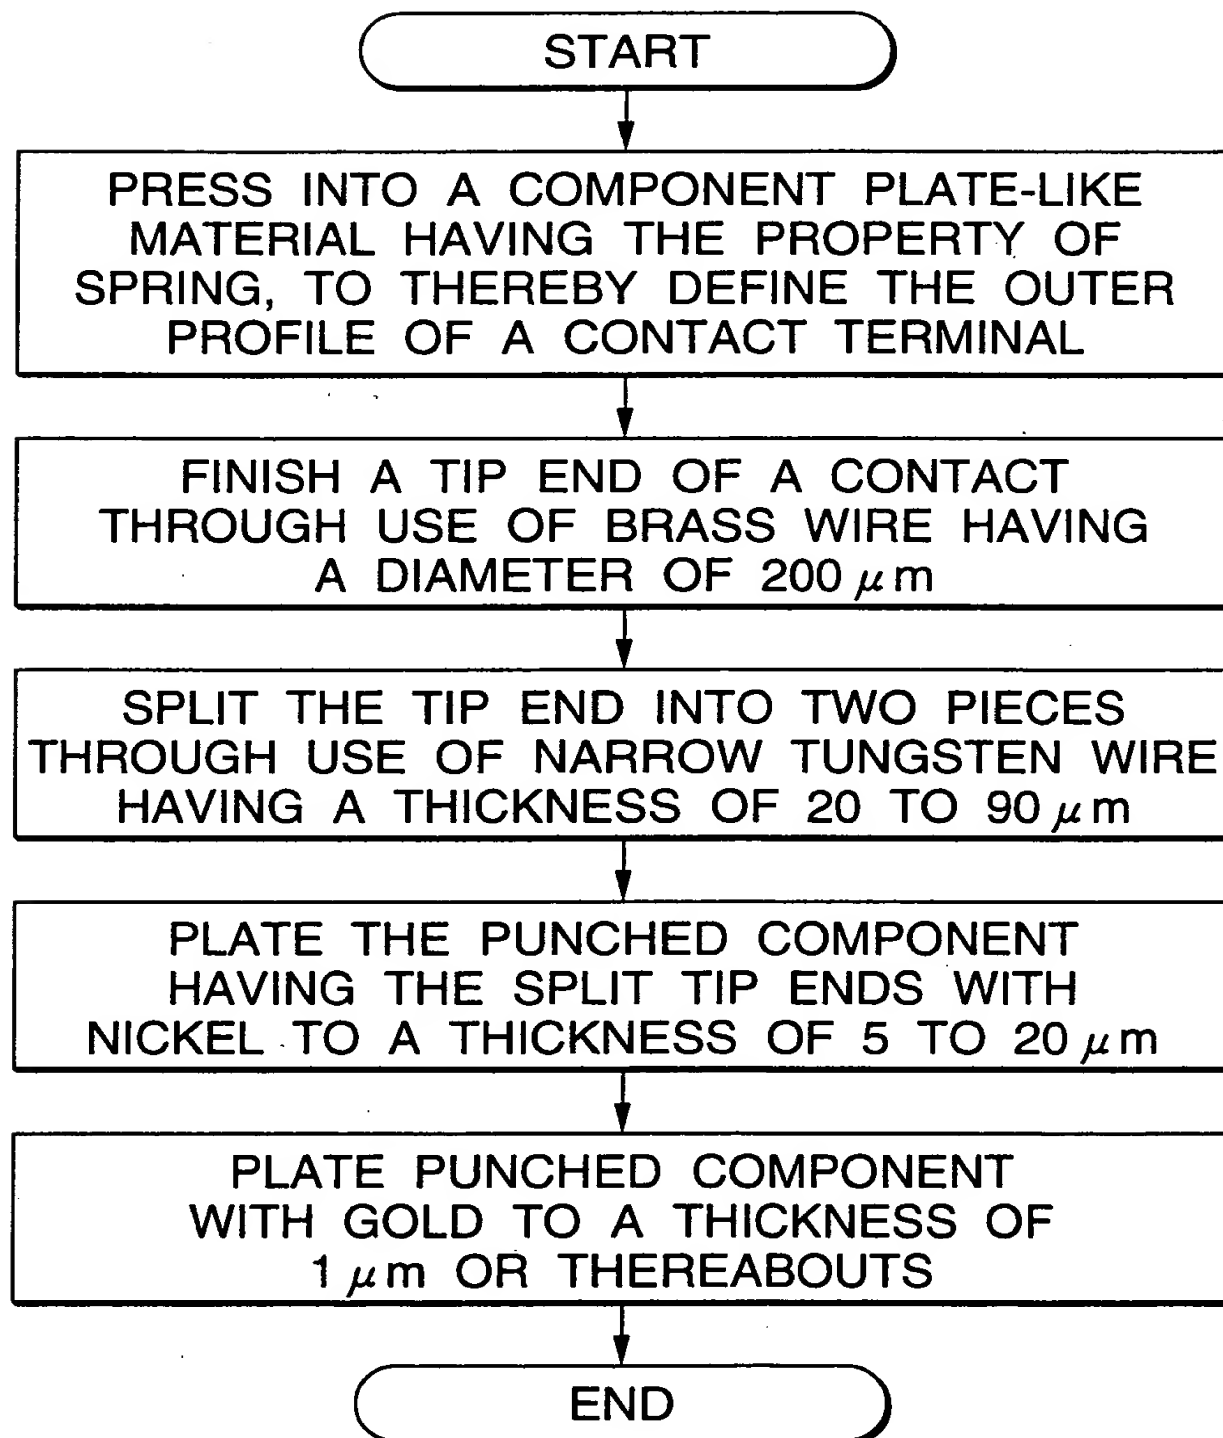 START
PRESS INTO A COMPONENT PLATE-LIKE
MATERIAL HAVING THE PROPERTY OF
SPRING, TO THEREBY DEFINE THE OUTER
PROFILE OF A CONTACT TERMINAL
FINISH A TIP END OF A CONTACT
THROUGH USE OF BRASS WIRE HAVING
A DIAMETER OF 200 μm
SPLIT THE TIP END INTO TWO PIECES
THROUGH USE OF NARROW TUNGSTEN WIRE
HAVING A THICKNESS OF 20 TO 90 μm
PLATE THE PUNCHED COMPONENT
HAVING THE SPLIT TIP ENDS WITH
NICKEL TO A THICKNESS OF 5 TO 20 μm
PLATE PUNCHED COMPONENT
WITH GOLD TO A THICKNESS OF
1 μm OR THEREABOUTS
END